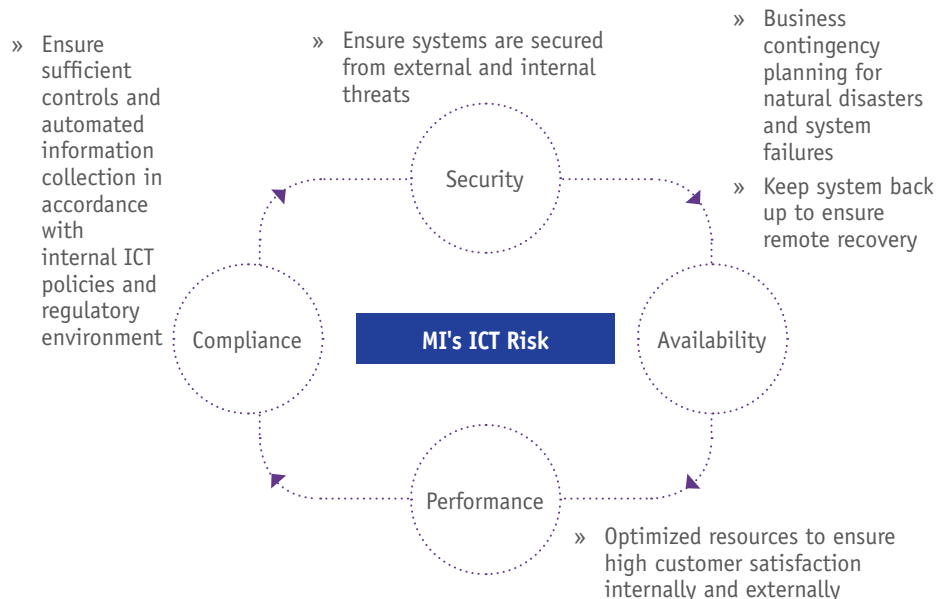 » Ensure
sufficient
controls and
automated
information
collection in
accordance
with
internal ICT
policies and
regulatory
environment
» Ensure systems are secured
from external and internal
threats
» Business
contingency
planning for
natural disasters
and system
failures
» Keep system back
up to ensure
remote recovery
Security
Compliance
MI's ICT Risk
Availability
Performance
» Optimized resources to ensure
high customer satisfaction
internally and externally